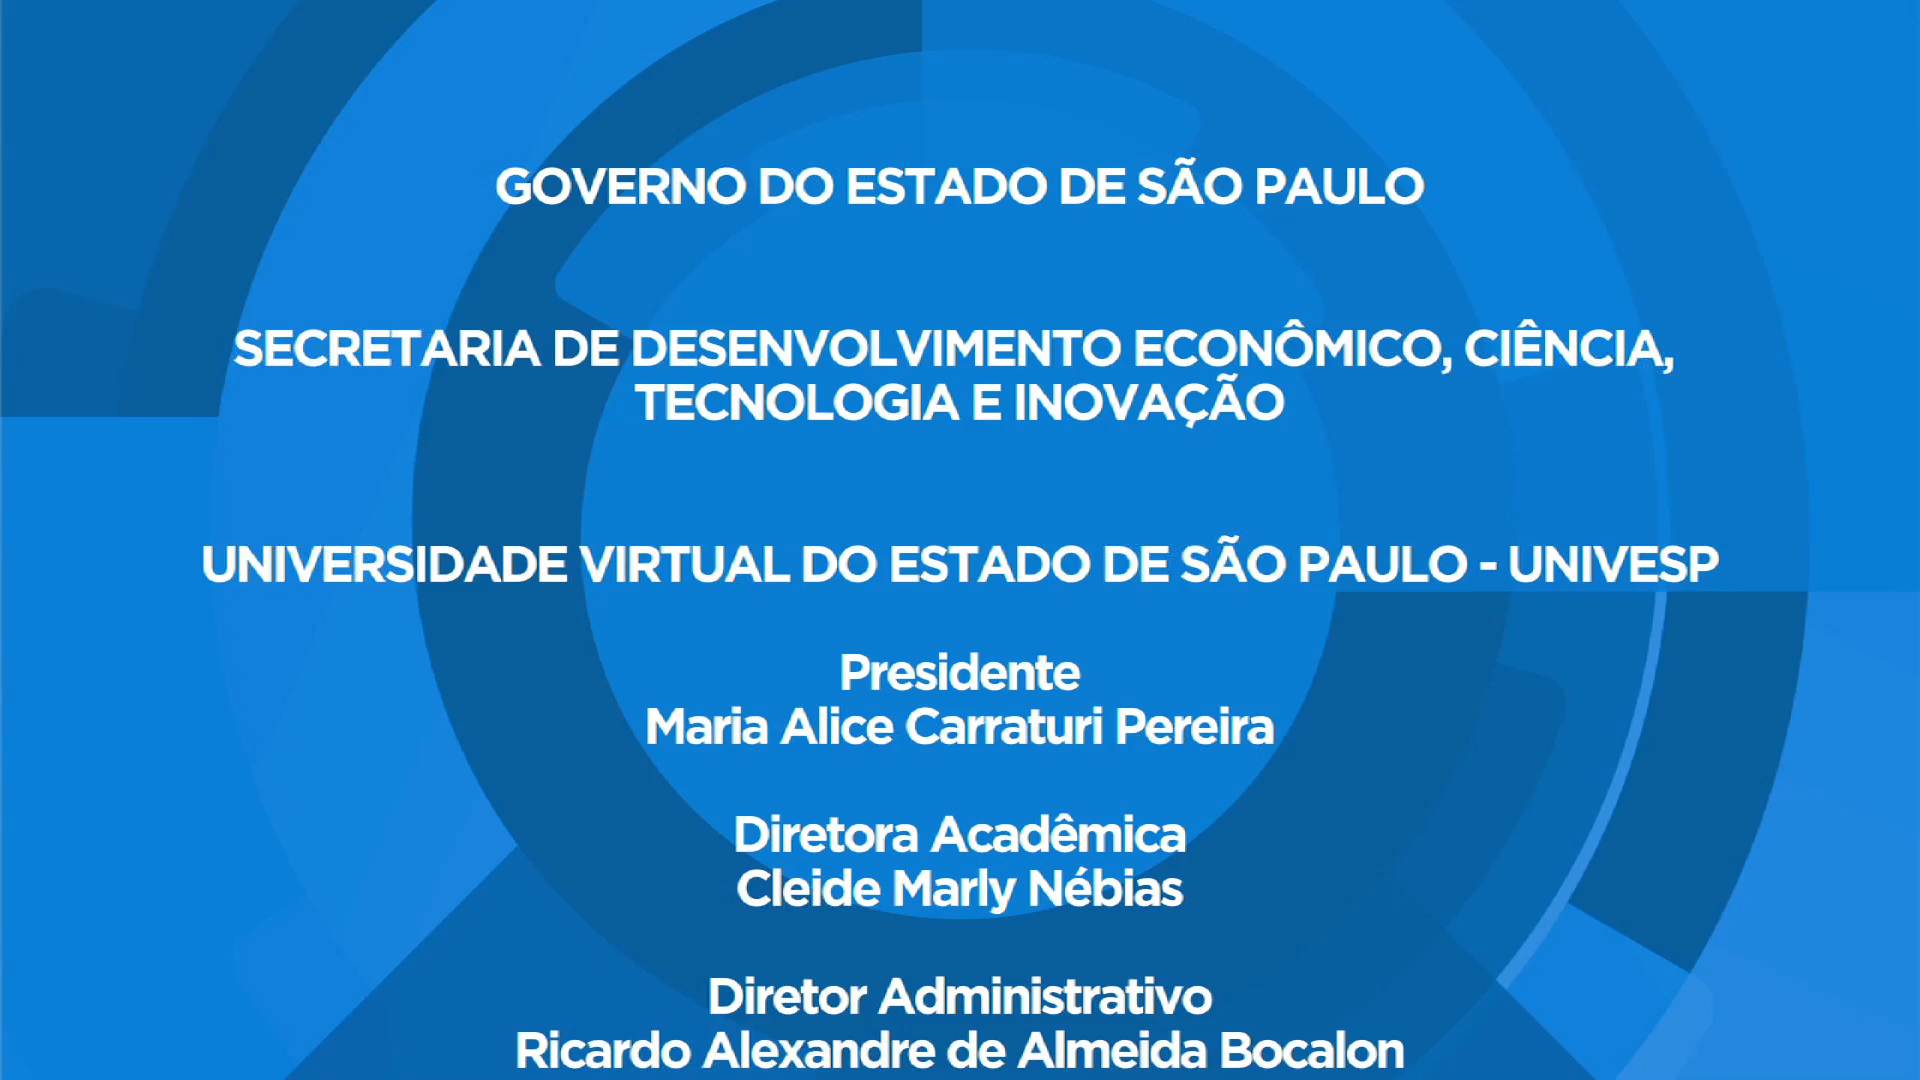 GOVERNO DO ESTADO DE SÃO PAULO
SECRETARIA DE DESENVOLVIMENTO ECONÔMICO, CIÊNCIA,
TECNOLOGIA E INOVAÇÃO
UNIVERSIDADE VIRTUAL DO ESTADO DE SÃO PAULO - UNIVESP
Presidente
Maria Alice Carraturi Pereira
Diretora Acadêmica
Cleide Marly Nébias
Diretor Administrativo
Ricardo Alexandre de Almeida Bocalon